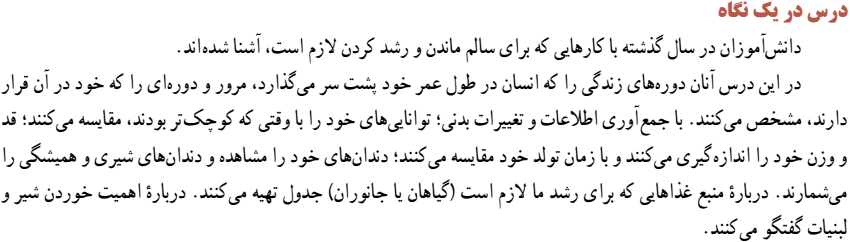 درس در یک نگاه
دانش‌آموزان در سال گذشته با کارهایی که برای سالم ماندن و رشد کردن لازم است، آشنا شده‌اند.
در این درس آنان دوره‌های زندگی را که انسان در طول عمر خود پشت سر می‌گذارد، مرور و دوره‌ای را که خود در آن قرار
دارند، مشخص می‌کنند. با جمع‌آوری اطلاعات و تغییرات بدنی؛ توانایی‌های خود را با وقتی که کوچک‌تر بودند، مقایسه می‌کنند؛ قد
و وزن خود را اندازه‌گیری می‌کنند و با زمان تولد خود مقایسه می‌کنند؛ دندان‌های خود را مشاهده و دندان‌های شیری و همیشگی را
می‌شمارند. دربارهٔ منبع غذاهایی که برای رشد ما لازم است (گیاهان یا جانوران) جدول تهیه می‌کنند. دربارهٔ اهمیت خوردن شیر و
لبنیات گفتگو می‌کنند.